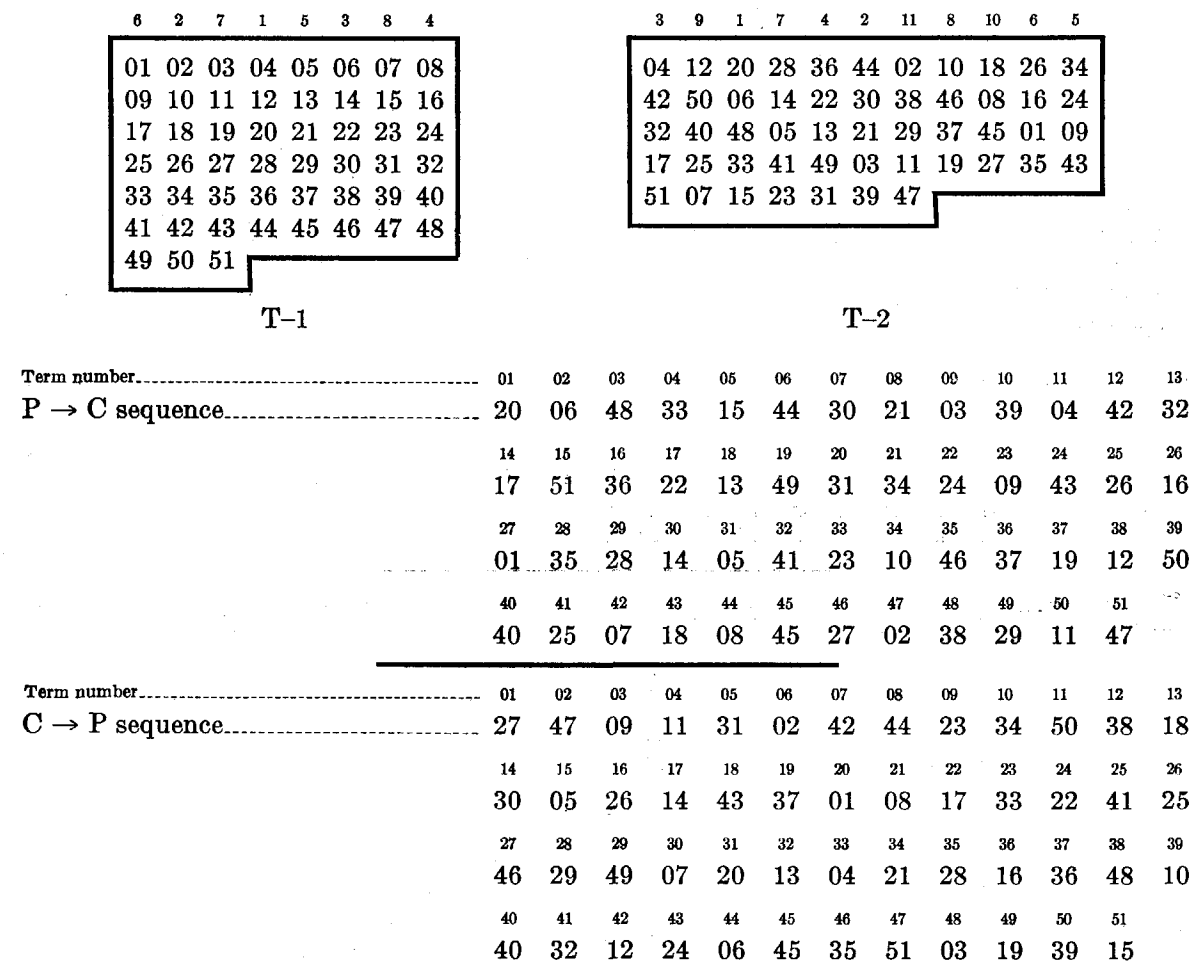 6 2 7 1 5 3 8 4
01 02 03 04 05 06 07 08
09 10 11 12 13 14 15 16
17 18 19 20 21 22 23 24
25 26 27 28 29 30 31 32
33 34 35 36 37 38 39 40
41 42 43 44 45 46 47 48
49 50 51
T-1
3 9 1 7 4 2 11 8 10 6 5
04 12 20 28 36 44 02 10 18 26 34
42 50 06 14 22 30 38 46 08 16 24
32 40 48 05 13 21 29 37 45 01 09
17 25 33 41 49 03 11 19 27 35 43
51 07 15 23 31 39 47
T-2
Term number 01 02 03 04 05 06 07 08 09 10 11 12 13
P → C sequence 20 06 48 33 15 44 30 21 03 39 04 42 32
14 15 16 17 18 19 20 21 22 23 24 25 26
17 51 36 22 13 49 31 34 24 09 43 26 16
27 28 29 30 31 32 33 34 35 36 37 38 39
01 35 28 14 05 41 23 10 46 37 19 12 50
40 41 42 43 44 45 46 47 48 49 50 51
40 25 07 18 08 45 27 02 38 29 11 47
Term number 01 02 03 04 05 06 07 08 09 10 11 12 13
C → P sequence 27 47 09 11 31 02 42 44 23 34 50 38 18
14 15 16 17 18 19 20 21 22 23 24 25 26
30 05 26 14 43 37 01 08 17 33 22 41 25
27 28 29 30 31 32 33 34 35 36 37 38 39
46 29 49 07 20 13 04 21 28 16 36 48 10
40 41 42 43 44 45 46 47 48 49 50 51
40 32 12 24 06 45 35 51 03 19 39 15